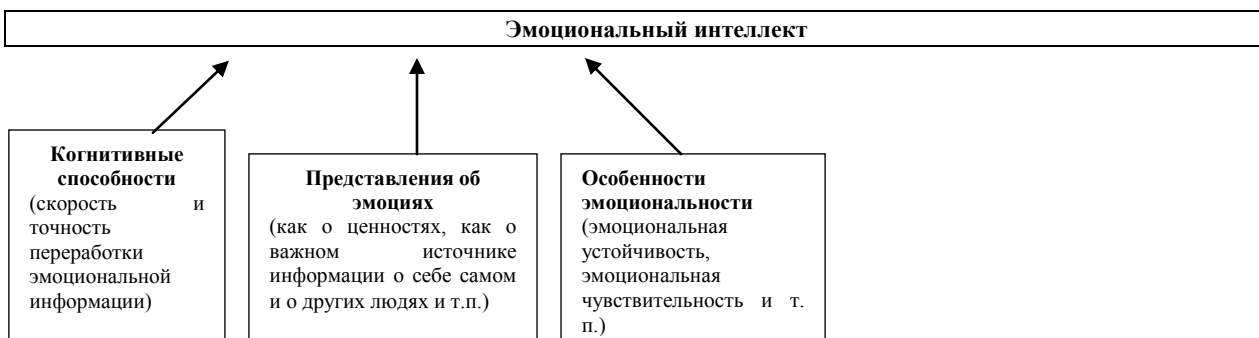 Эмоциональный интеллект
Когнитивные
способности
(скорость и
точность
переработки
эмоциональной
информации)
Представления об
эмоциях
(как о ценностях, как о
важном источнике
информации о себе самом
и о других людях и т.п.)
Особенности
эмоциональности
(эмоциональная
устойчивость,
эмоциональная
чувствительность и т.
п.)